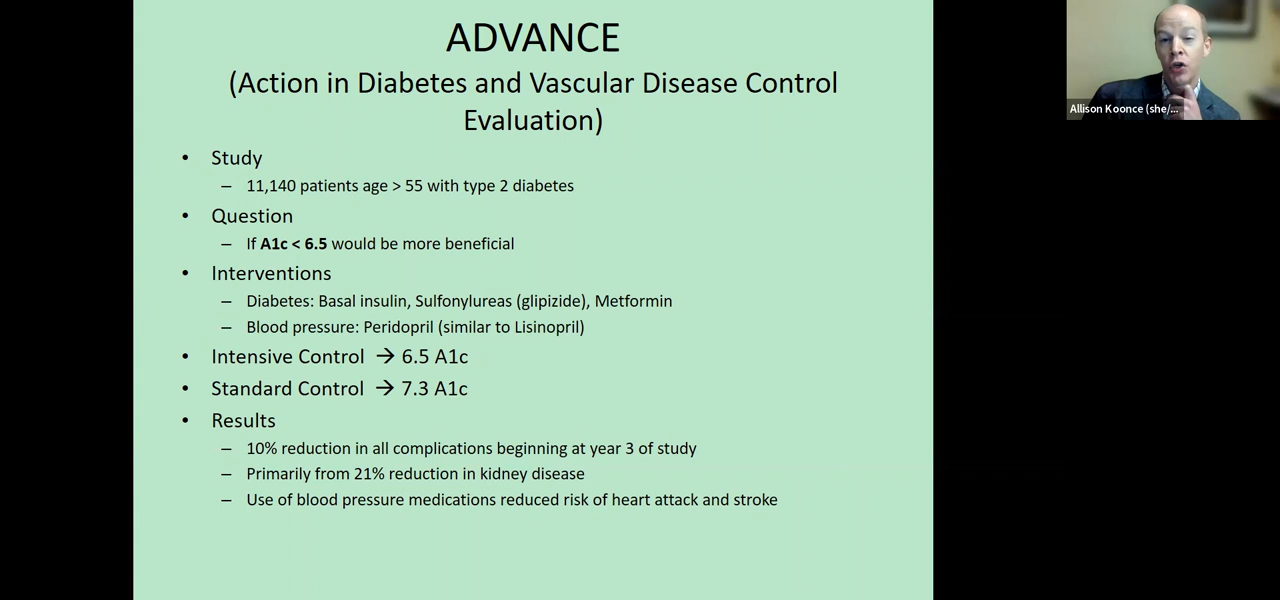 ADVANCE
(Action in Diabetes and Vascular Disease Control
Evaluation)
• Study
– 11,140 patients age > 55 with type 2 diabetes
• Question
– If A1c < 6.5 would be more beneficial
• Interventions
– Diabetes: Basal insulin, Sulfonylureas (glipizide), Metformin
– Blood pressure: Peridopril (similar to Lisinopril)
• Intensive Control → 6.5 A1c
• Standard Control → 7.3 A1c
• Results
– 10% reduction in all complications beginning at year 3 of study
– Primarily from 21% reduction in kidney disease
– Use of blood pressure medications reduced risk of heart attack and stroke
Allison Koonce (she/...